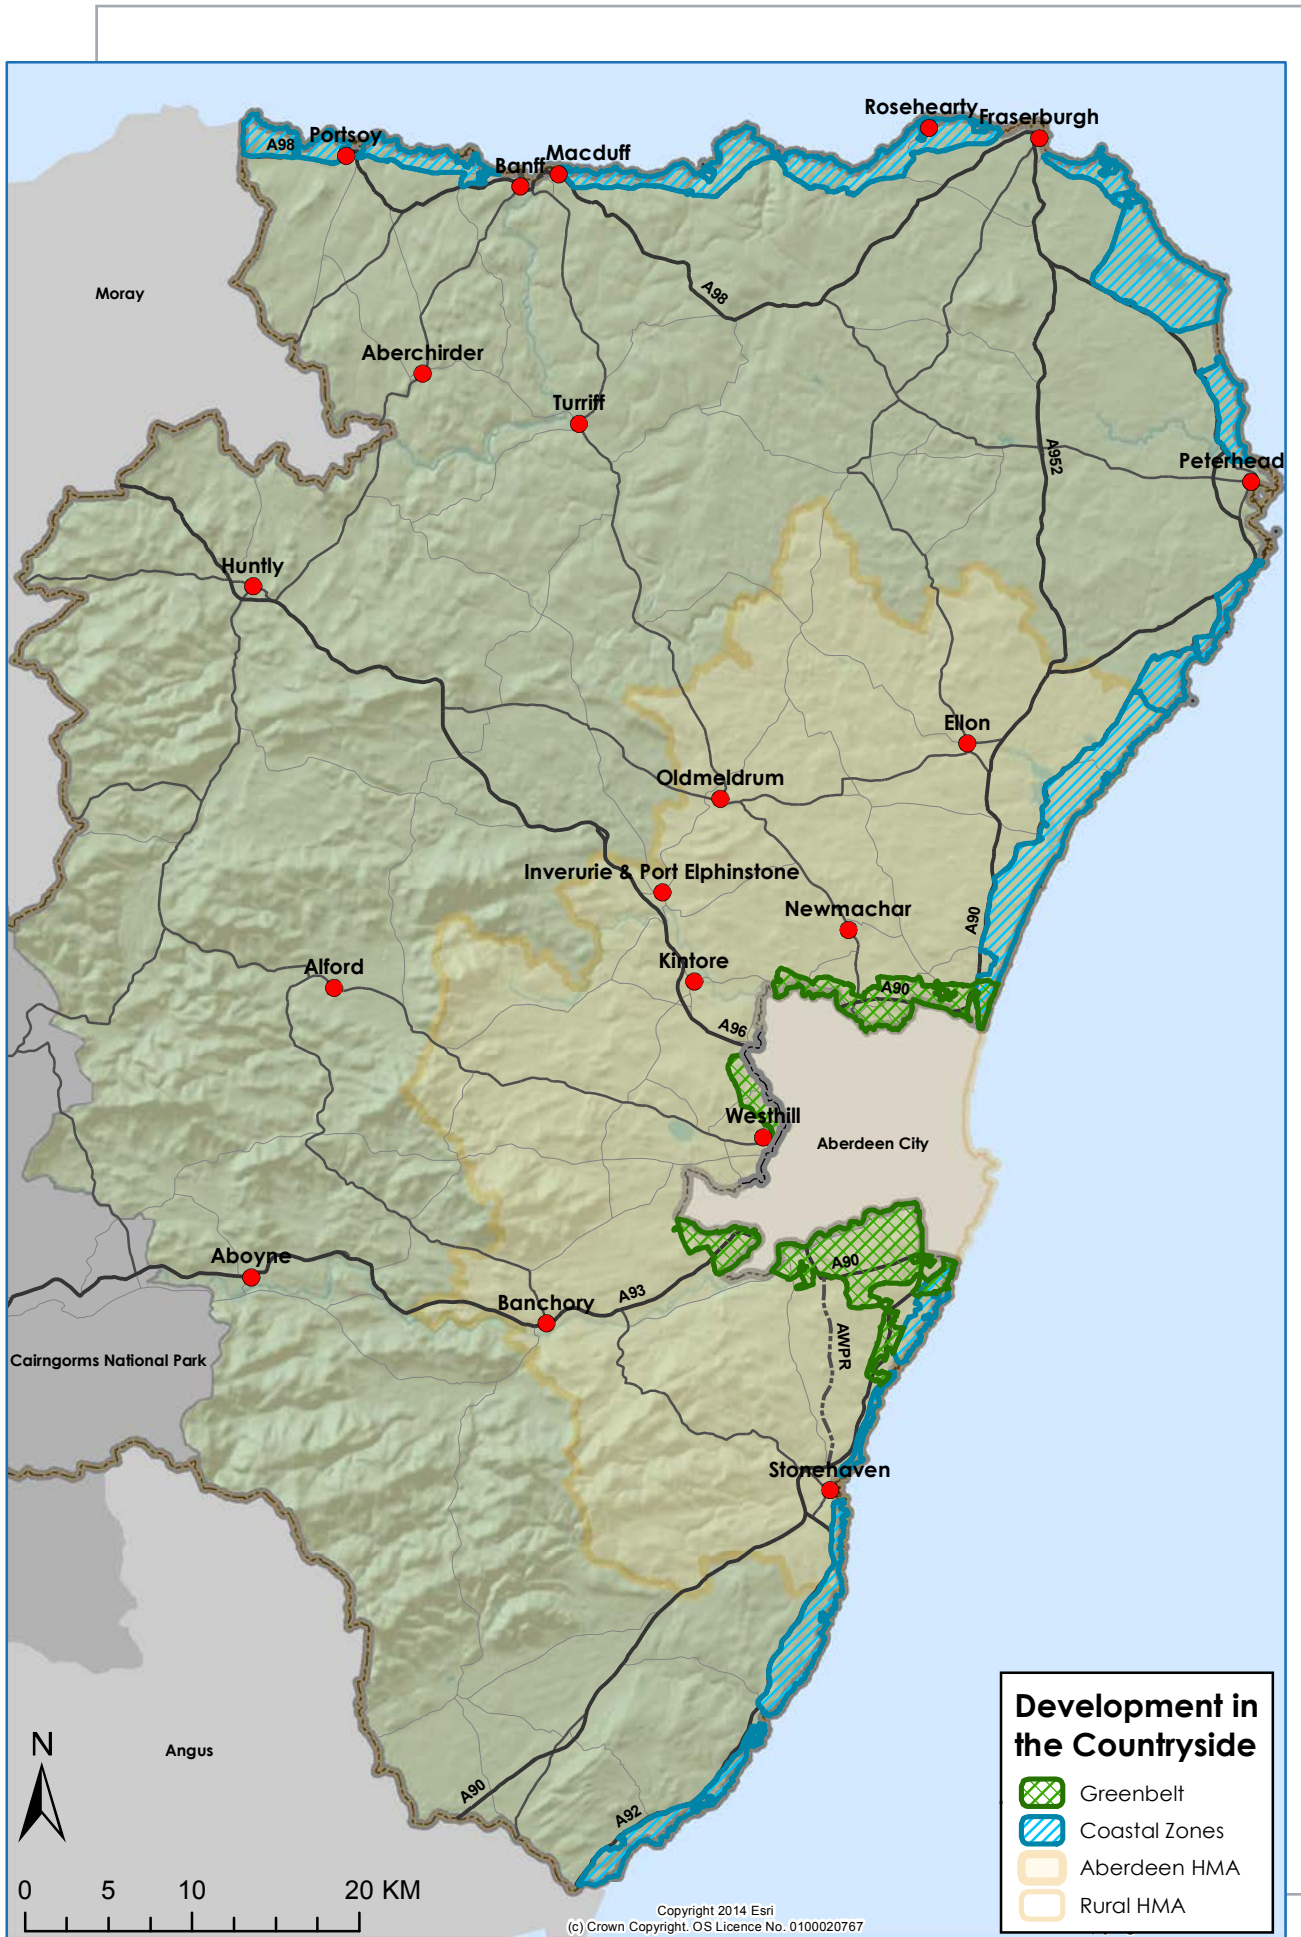 Rosehearty
Fraserburgh
Portsoy
A98
Macduff
Banff
Moray
A98
Aberchirder
Turriff
A952
Peterhead
Huntly
Ellon
Oldmeldrum
Inverurie & Port Elphinstone
Newmachar
A90
Kintore
Alford
A90
A96
Westhill
Aberdeen City
Aboyne
A90
A93
Banchory
AWPR
Cairngorms National Park
Stonehaven
Development in
the Countryside
N
Angus
A90
Greenbelt
A92
Coastal Zones
Aberdeen HMA
0 5 10 20 KM
Rural HMA
Copyright 2014 Esri
(c) Crown Copyright. OS Licence No. 0100020767